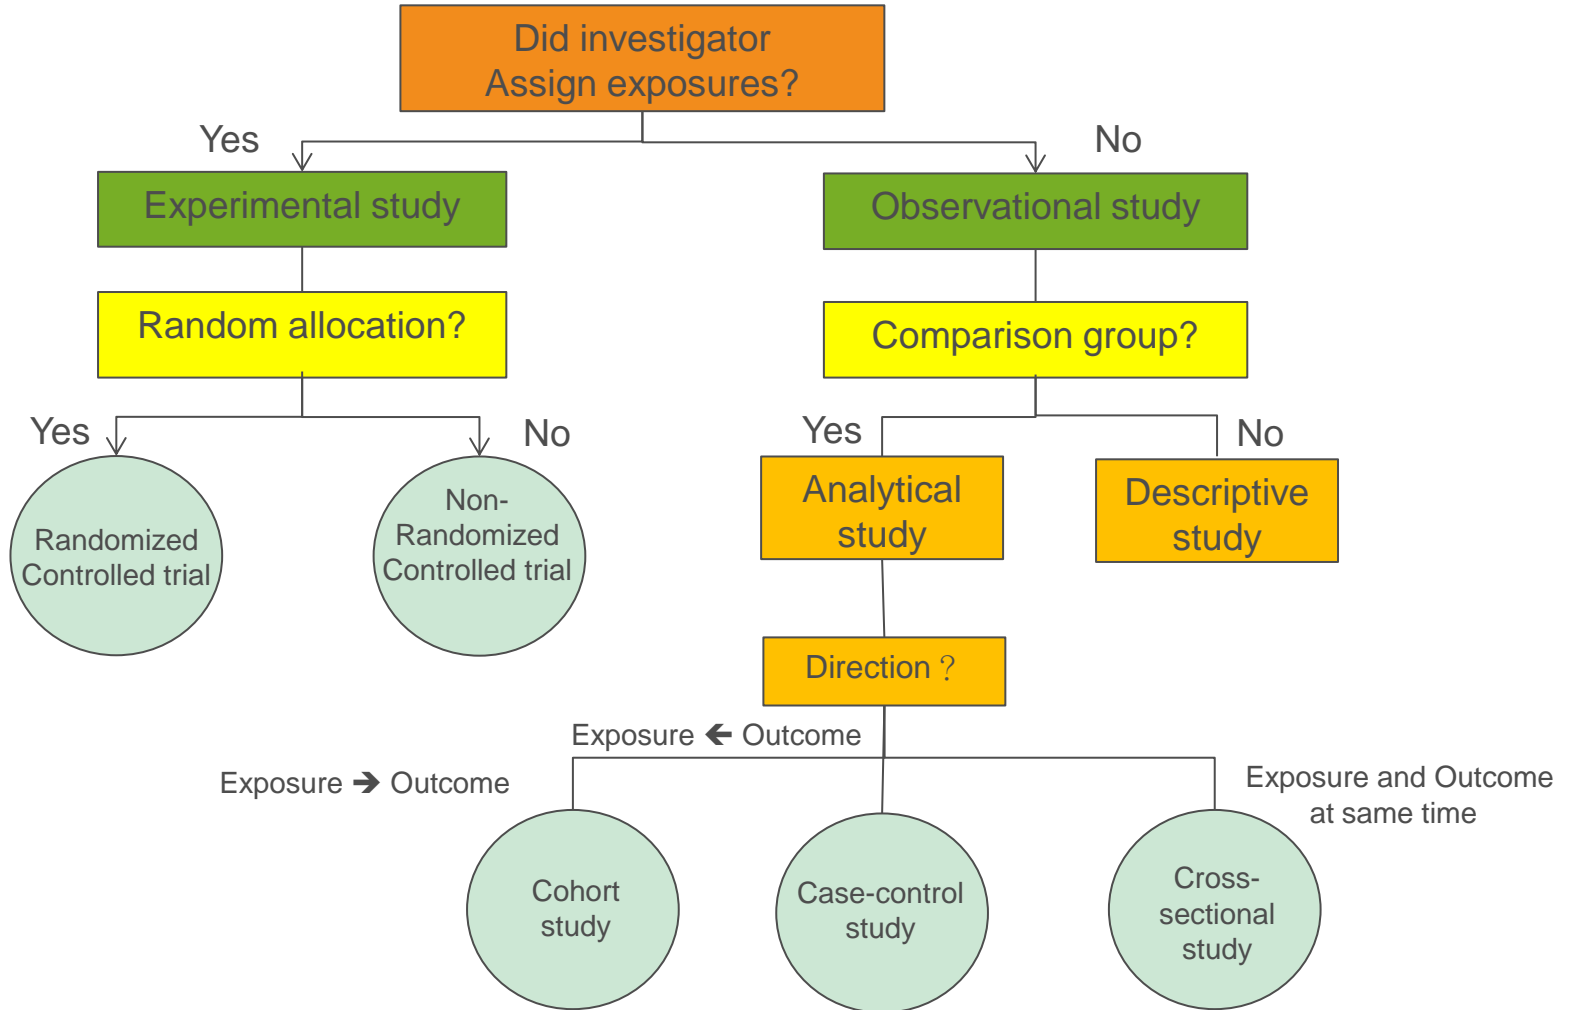 Did investigator
Assign exposures?
Yes
No
Experimental study
Observational study
Random allocation?
Comparison group?
Yes
No
Yes
No
Randomized
Controlled trial
Non-
Randomized
Controlled trial
Analytical
study
Descriptive
study
Direction？
Exposure 🡸 Outcome
Exposure 🡺 Outcome
Exposure and Outcome
at same time
Cohort
study
Case-control
study
Cross-
sectional
study